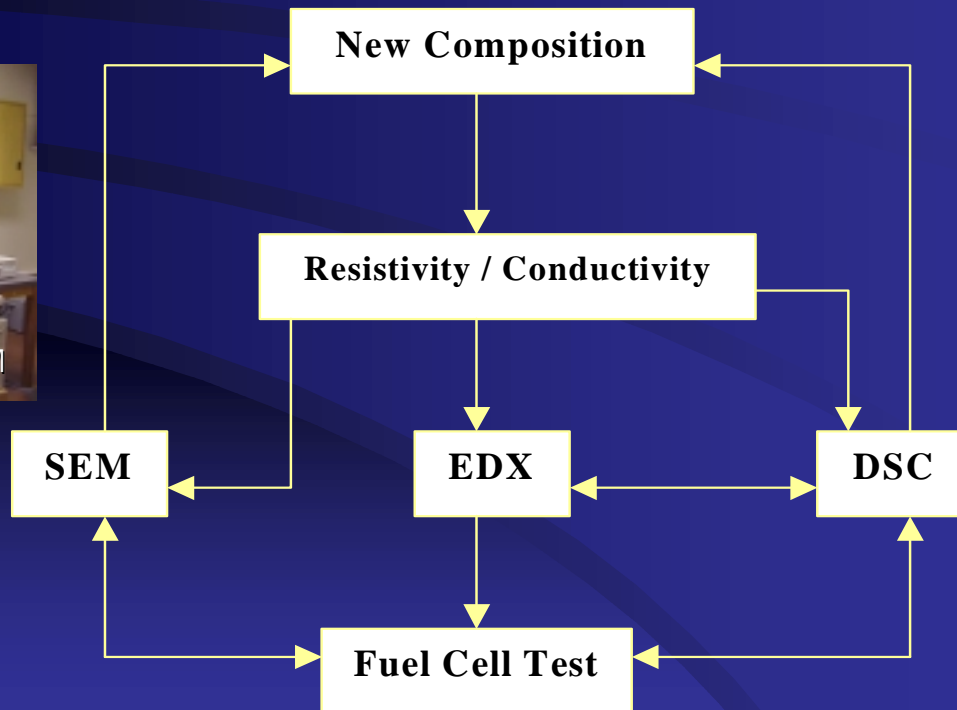 New Composition
Resistivity / Conductivity
SEM
EDX
DSC
Fuel Cell Test